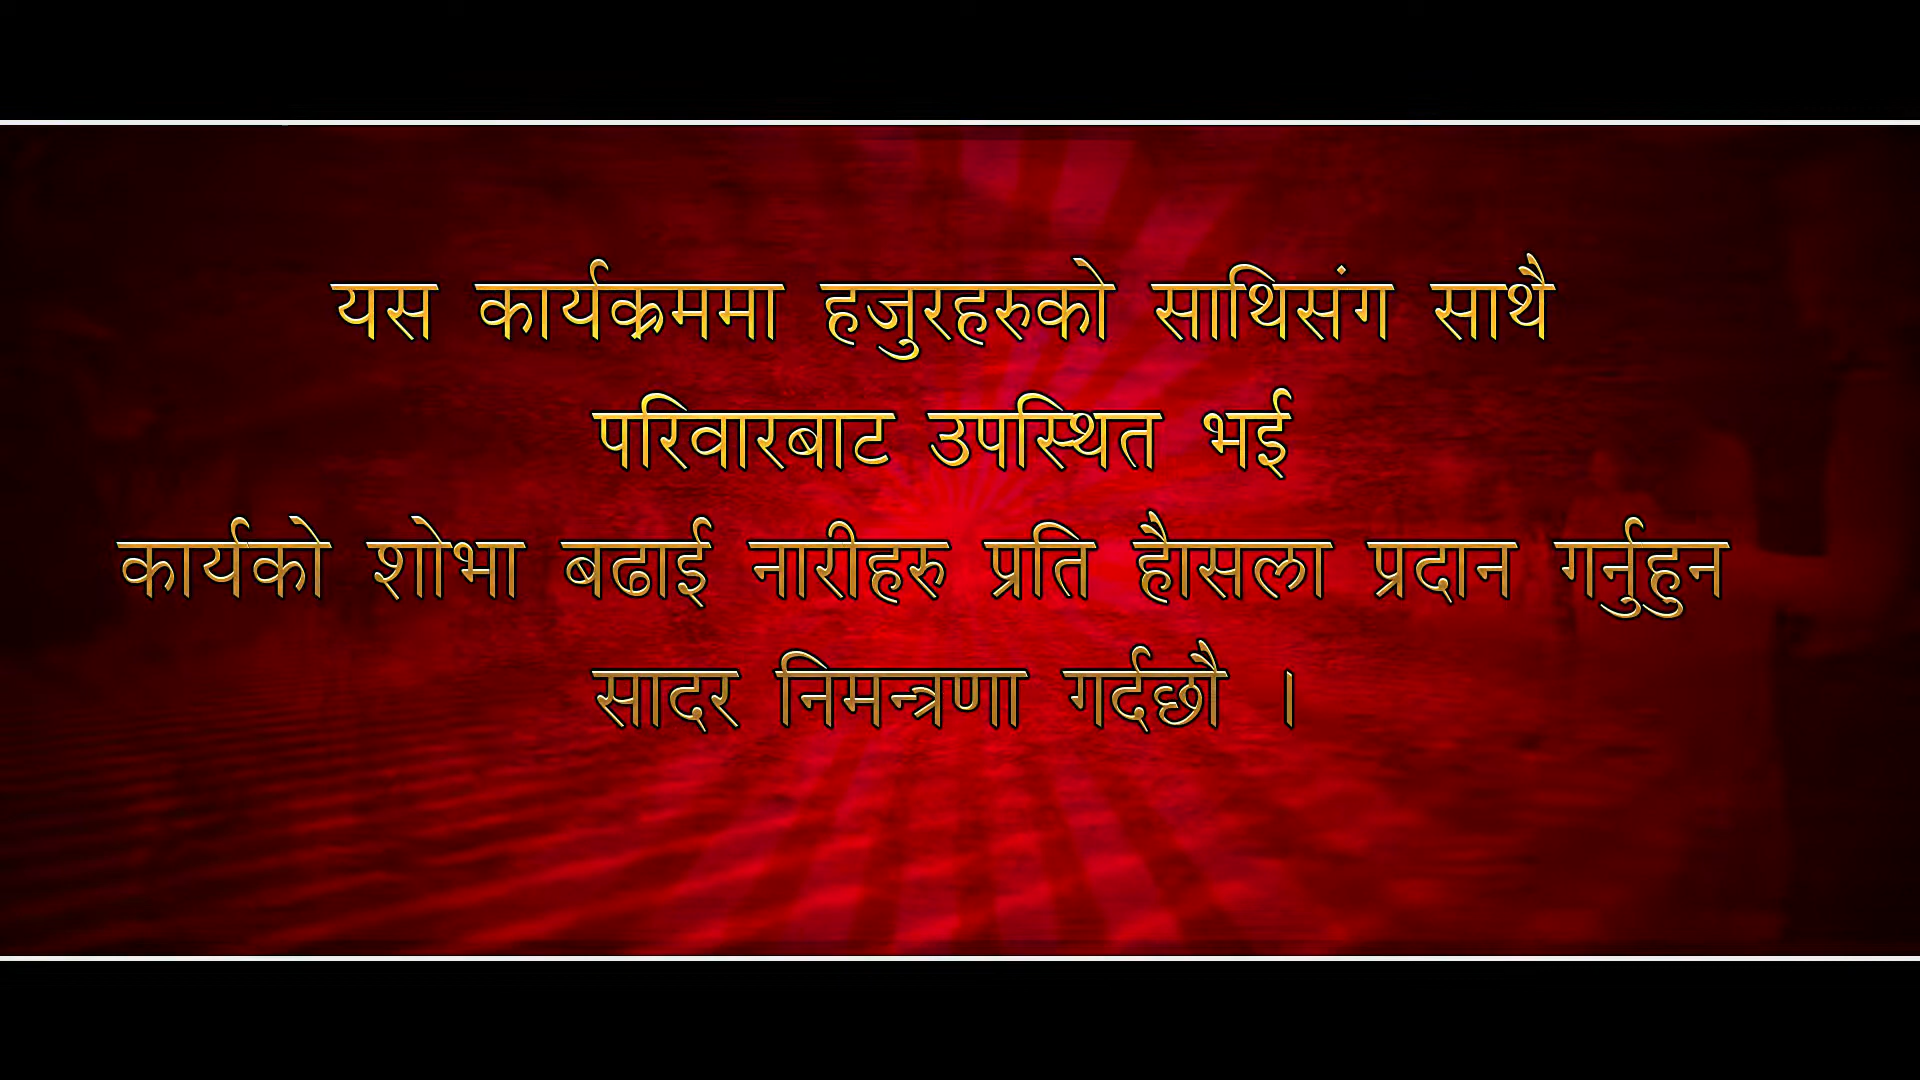 यस कार्यक्रममा हजुरहरुको साथिसंग साथै
परिवारबाट उपस्थित भई
कार्यको शोभा बढाई नारीहरु प्रति हैासला प्रदान गर्नुहुन
सादर निमन्त्रणा गर्दछौ ।